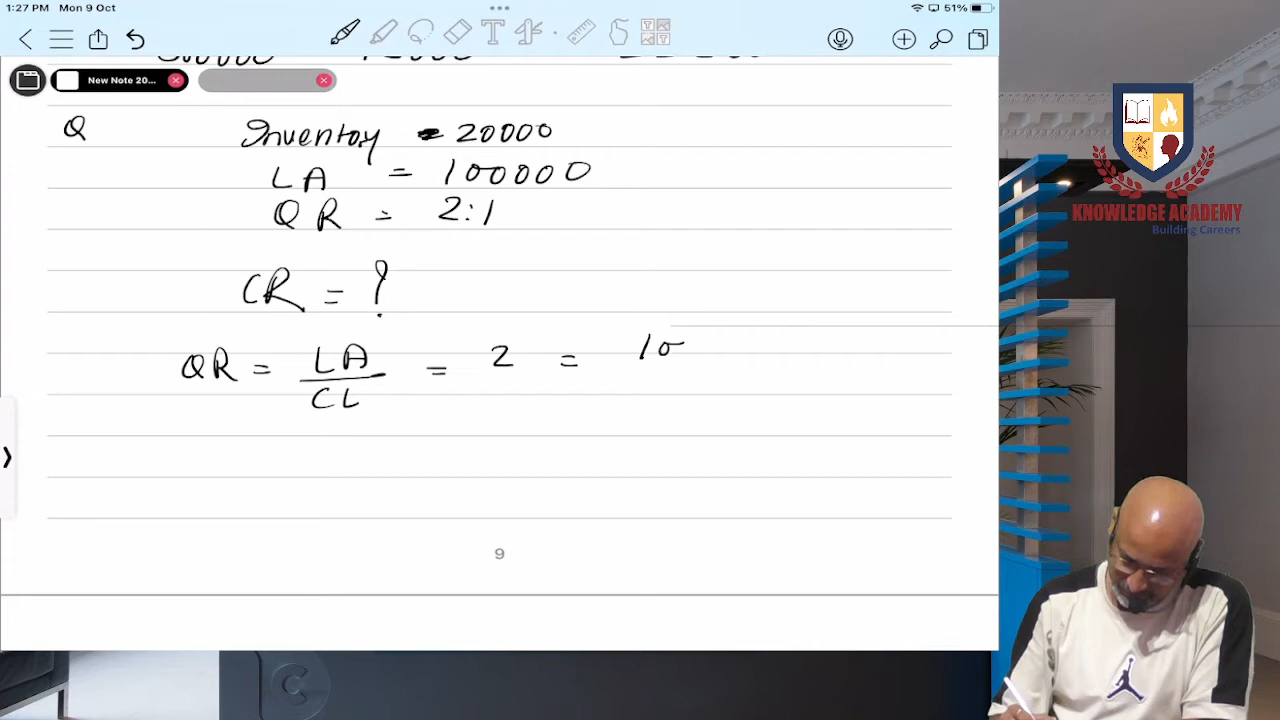 1:27 PM Mon 9 Oct
51%
New Note 20...
Q Inventory = 20000
LA = 100000
QR = 2:1
CR = ?
QR = LA/CL = 2 = 10
9
KNOWLEDGE ACADEMY
Building Careers
C